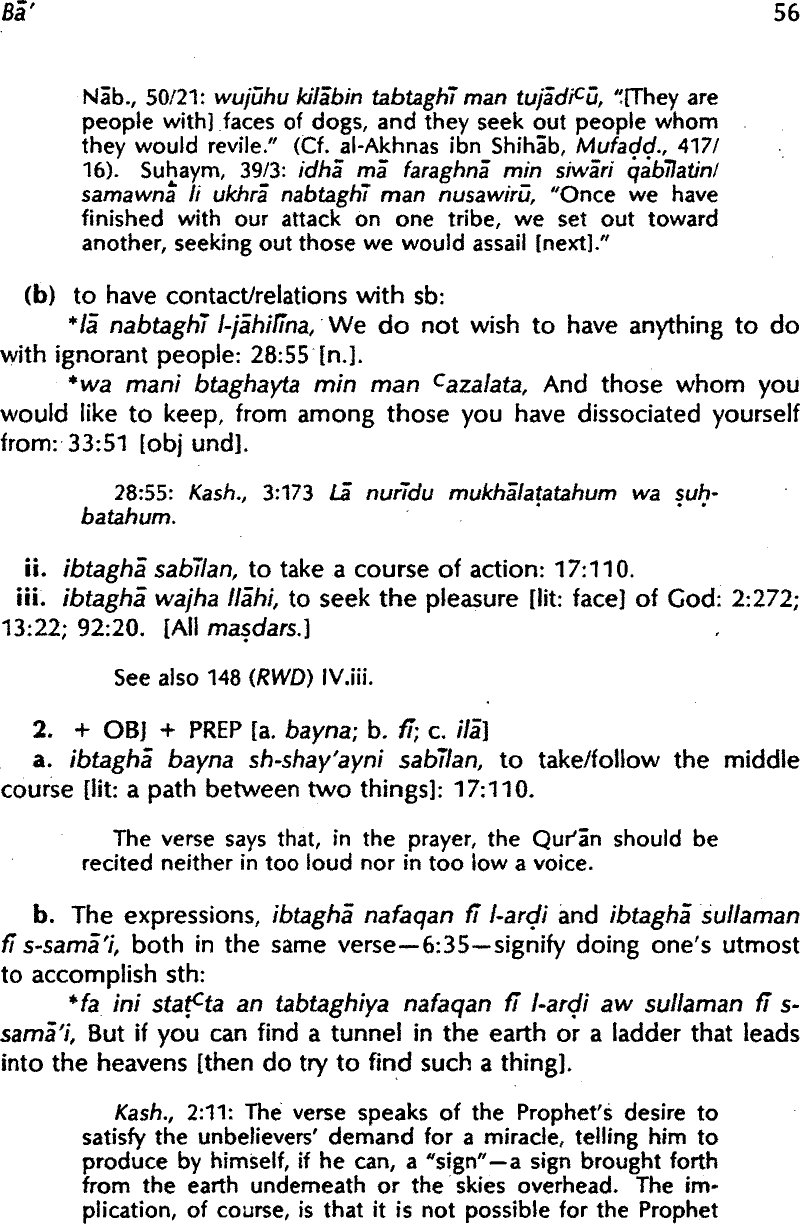 Bā' 56
Nāb., 50/21: wujūhu kilābin tabtaghī man tujādiᶜū, "[They are
people with] faces of dogs, and they seek out people whom
they would revile." (Cf. al-Akhnas ibn Shihāb, Mufaḍḍ., 417/
16). Suḥaym, 39/3: idhā mā faraghnā min siwāri qabīlatin/
samawnā li ukhrā nabtaghī man nusawirū, "Once we have
finished with our attack on one tribe, we set out toward
another, seeking out those we would assail [next]."
(b) to have contact/relations with sb:
*lā nabtaghī l-jāhilīna, We do not wish to have anything to do
with ignorant people: 28:55 [n.].
*wa mani btaghayta min man ᶜazalata, And those whom you
would like to keep, from among those you have dissociated yourself
from: 33:51 [obj und].
28:55: Kash., 3:173 Lā nurīdu mukhālaṭatahum wa ṣuḥ-
batahum.
ii. ibtaghā sabīlan, to take a course of action: 17:110.
iii. ibtaghā wajha llāhi, to seek the pleasure [lit: face] of God: 2:272;
13:22; 92:20. [All maṣdars.]
See also 148 (RWD) IV.iii.
2. + OBJ + PREP [a. bayna; b. fī; c. ilā]
a. ibtaghā bayna sh-shay'ayni sabīlan, to take/follow the middle
course [lit: a path between two things]: 17:110.
The verse says that, in the prayer, the Qur'ān should be
recited neither in too loud nor in too low a voice.
b. The expressions, ibtaghā nafaqan fī l-arḍi and ibtaghā sullaman
fī s-samā'i, both in the same verse—6:35—signify doing one's utmost
to accomplish sth:
*fa ini staṭᶜta an tabtaghiya nafaqan fī l-arḍi aw sullaman fī s-
samā'i, But if you can find a tunnel in the earth or a ladder that leads
into the heavens [then do try to find such a thing].
Kash., 2:11: The verse speaks of the Prophet's desire to
satisfy the unbelievers' demand for a miracle, telling him to
produce by himself, if he can, a "sign"—a sign brought forth
from the earth underneath or the skies overhead. The im-
plication, of course, is that it is not possible for the Prophet